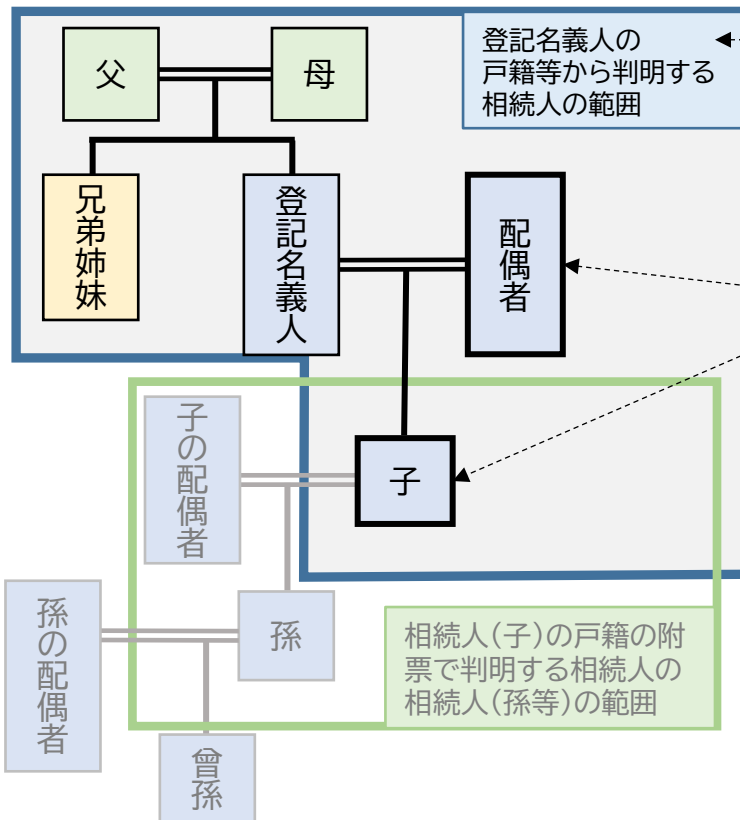 父
母
登記名義人の
戸籍等から判明する
相続人の範囲
兄弟姉妹
登記名義人
配偶者
子の配偶者
子
孫の配偶者
孫
相続人(子)の戸籍の附
票で判明する相続人の
相続人(孫等)の範囲
曾孫